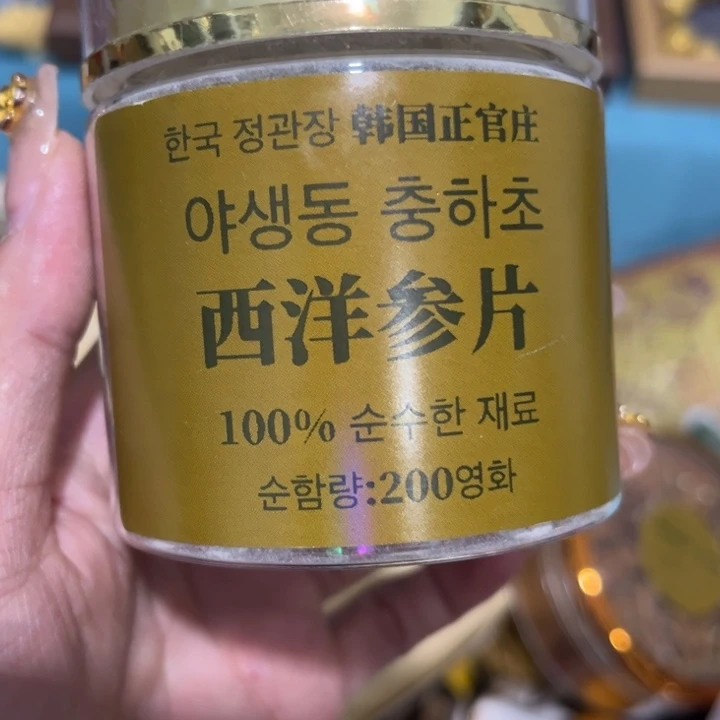 한국 정관장 韩国正官庄
야생동 충하초
西洋参片
100% 순수한 재료
순함량:200영화